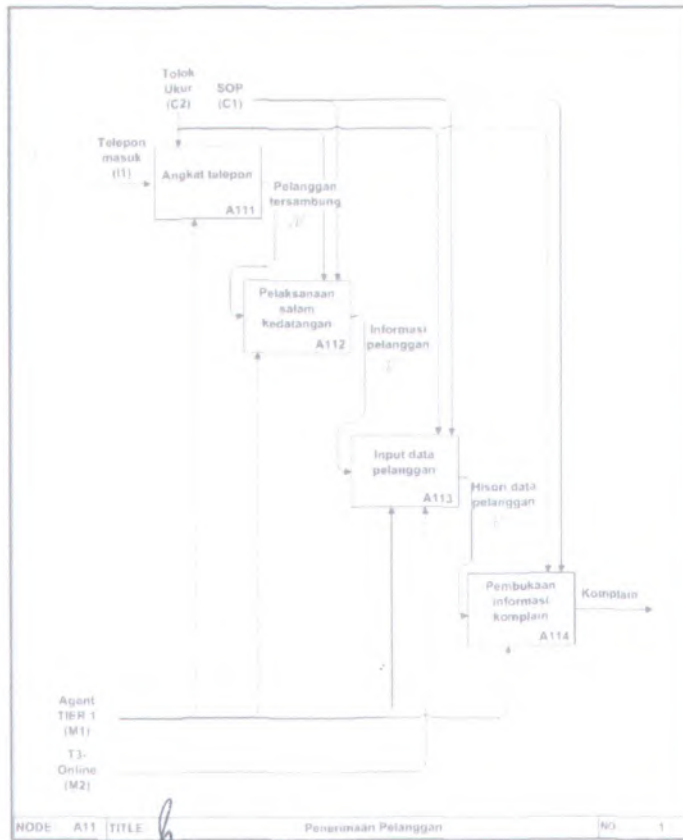 Tolok
Ukur
(C2)
SOP
(C1)
Telepon
masuk
(I1)
Angkat telepon
A111
Pelanggan
tersambung
Pelaksanaan
salam
kedatangan
A112
Informasi
pelanggan
Input data
pelanggan
A113
Hisori data
pelanggan
Pembukaan
informasi
komplain
A114
Komplain
Agent
TIER 1
(M1)
T3-
Online
(M2)
NODE A11 TITLE Penerimaan Pelanggan NO. 1